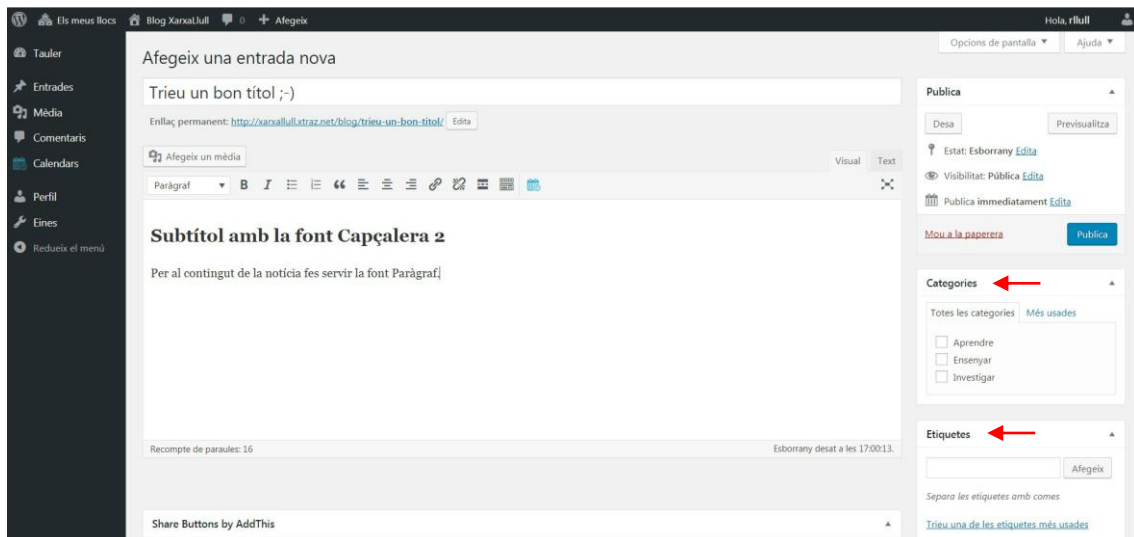 Els meus llocs Blog XarxaLlull 0 Afegeix Hola, rllull
Tauler
Entrades
Mèdia
Comentaris
Calendars
Perfil
Eines
Redueix el menú
Opcions de pantalla ▼ Ajuda ▼
Afegeix una entrada nova
Trieu un bon títol ;-)
Enllaç permanent: http://xarxallull.xtraz.net/blog/trieu-un-bon-titol/ Edita
Afegeix un mèdia
Visual Text
Paràgraf ▼ B I
Subtítol amb la font Capçalera 2
Per al contingut de la notícia fes servir la font Paràgraf.
Recompte de paraules: 16 Esborrany desat a les 17:00:13.
Share Buttons by AddThis
Publica
Desa Previsualitza
Estat: Esborrany Edita
Visibilitat: Pública Edita
Publica immediatament Edita
Mou a la paperera Publica
Categories
Totes les categories Més usades
Aprendre
Ensenyar
Investigar
Etiquetes
Afegeix
Separa les etiquetes amb comes
Trieu una de les etiquetes més usades